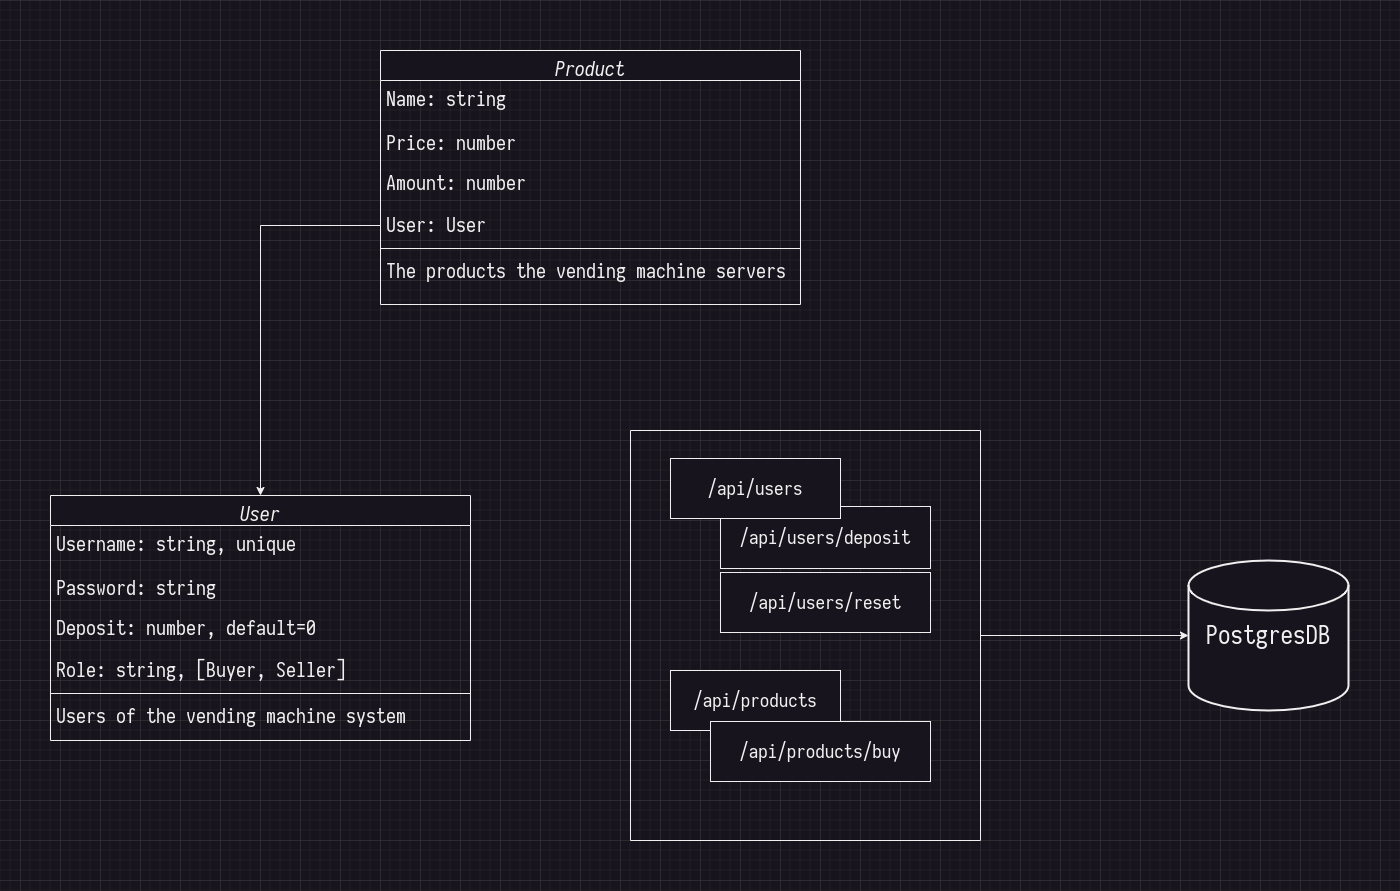 Product
Name: string
Price: number
Amount: number
User: User
The products the vending machine servers
User
Username: string, unique
Password: string
Deposit: number, default=0
Role: string, [Buyer, Seller]
Users of the vending machine system
/api/users
/api/users/deposit
/api/users/reset
/api/products
/api/products/buy
PostgresDB